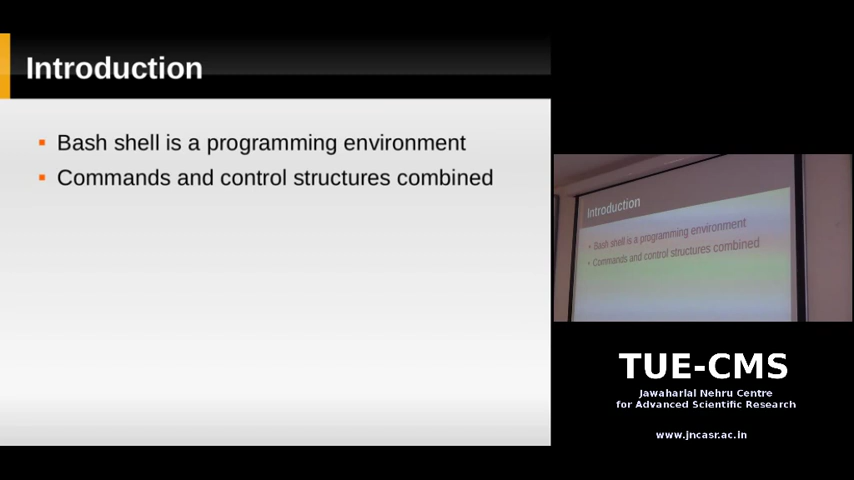 Introduction
Bash shell is a programming environment
Commands and control structures combined
Introduction
Bash shell is a programming environment
Commands and control structures combined
TUE-CMS
Jawaharlal Nehru Centre
for Advanced Scientific Research
www.jncasr.ac.in